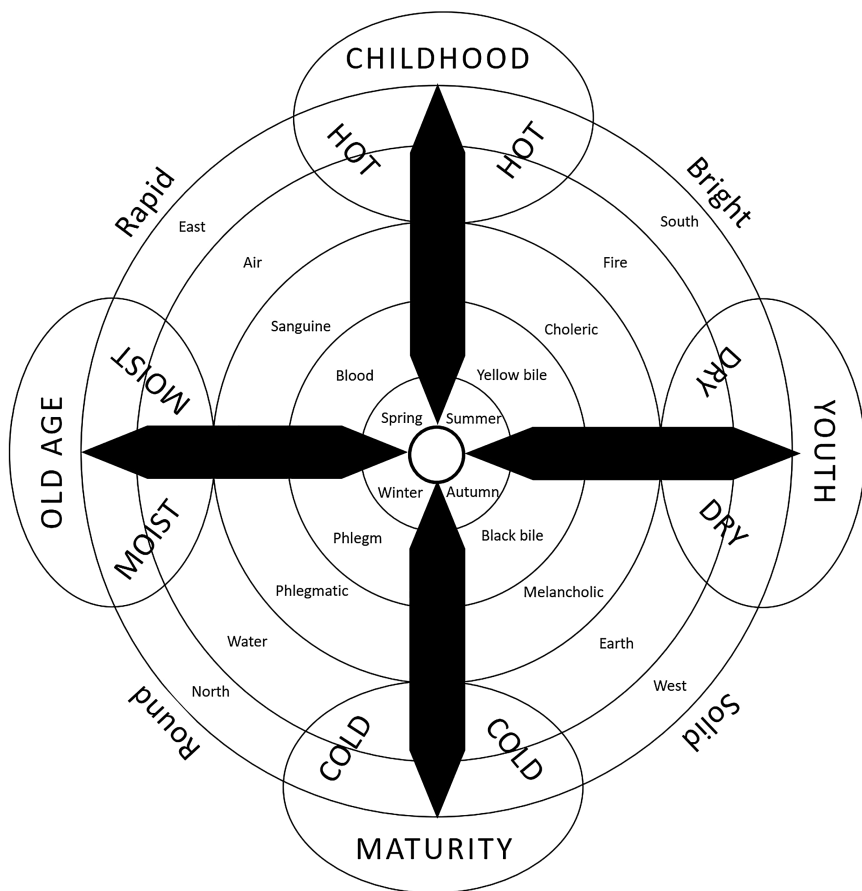 CHILDHOOD
HOT
HOT
Rapid
Bright
East
South
Air
Fire
Sanguine
Choleric
Blood
Yellow bile
MOIST
DRY
Spring
Summer
OLD AGE
YOUTH
Winter
Autumn
MOIST
DRY
Phlegm
Black bile
Phlegmatic
Melancholic
Water
Earth
North
West
Round
Solid
COLD
COLD
MATURITY